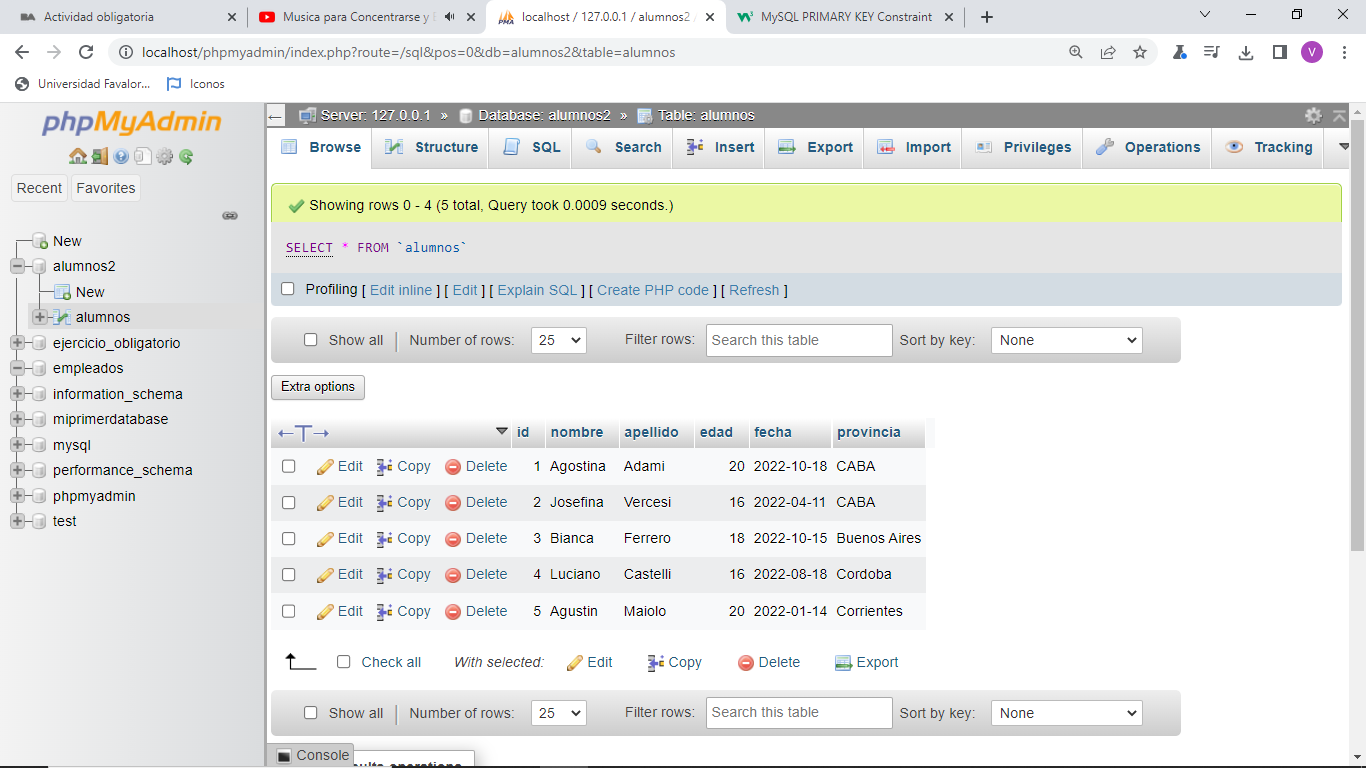 Actividad obligatoria
Musica para Concentrarse y E
localhost / 127.0.0.1 / alumnos2 /
MySQL PRIMARY KEY Constraint
localhost/phpmyadmin/index.php?route=/sql&pos=0&db=alumnos2&table=alumnos
V
Universidad Favalor...
Iconos
phpMyAdmin
Recent
Favorites
New
alumnos2
New
alumnos
ejercicio_obligatorio
empleados
information_schema
miprimerdatabase
mysql
performance_schema
phpmyadmin
test
Server: 127.0.0.1 » Database: alumnos2 » Table: alumnos
Browse Structure SQL Search Insert Export Import Privileges Operations Tracking
Showing rows 0 - 4 (5 total, Query took 0.0009 seconds.)
SELECT * FROM `alumnos`
Profiling [ Edit inline ] [ Edit ] [ Explain SQL ] [ Create PHP code ] [ Refresh ]
Show all | Number of rows: 25 Filter rows: Search this table Sort by key: None
Extra options
id nombre apellido edad fecha provincia
Edit Copy Delete 1 Agostina Adami 20 2022-10-18 CABA
Edit Copy Delete 2 Josefina Vercesi 16 2022-04-11 CABA
Edit Copy Delete 3 Bianca Ferrero 18 2022-10-15 Buenos Aires
Edit Copy Delete 4 Luciano Castelli 16 2022-08-18 Cordoba
Edit Copy Delete 5 Agustin Maiolo 20 2022-01-14 Corrientes
Check all With selected: Edit Copy Delete Export
Show all | Number of rows: 25 Filter rows: Search this table Sort by key: None
Console